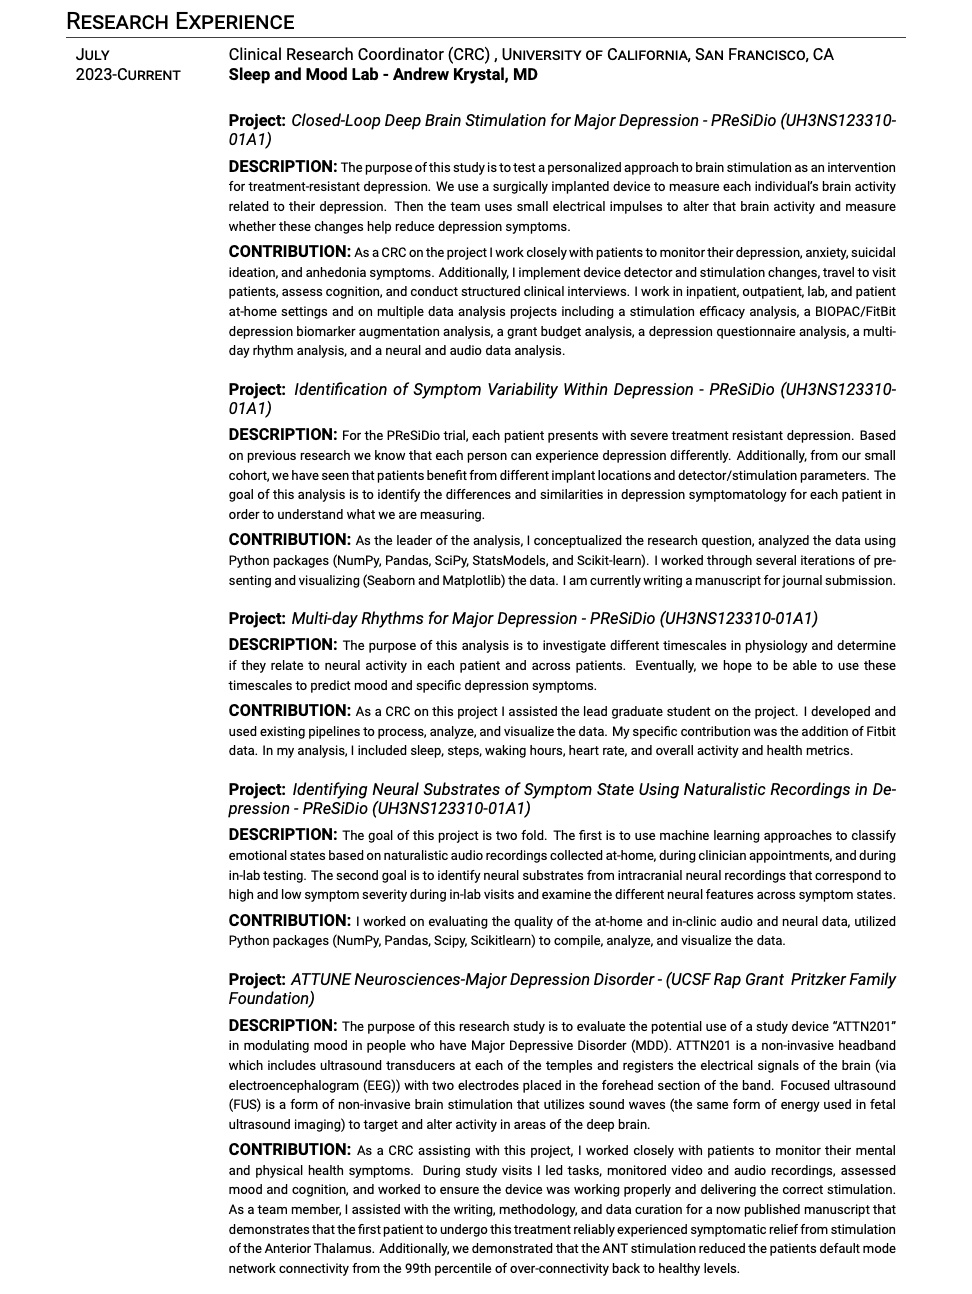 RESEARCH EXPERIENCE
JULY
2023-CURRENT
Clinical Research Coordinator (CRC) , UNIVERSITY OF CALIFORNIA, SAN FRANCISCO, CA
Sleep and Mood Lab - Andrew Krystal, MD
Project: Closed-Loop Deep Brain Stimulation for Major Depression - PReSiDio (UH3NS123310-
01A1)
DESCRIPTION: The purpose of this study is to test a personalized approach to brain stimulation as an intervention
for treatment-resistant depression. We use a surgically implanted device to measure each individual's brain activity
related to their depression. Then the team uses small electrical impulses to alter that brain activity and measure
whether these changes help reduce depression symptoms.
CONTRIBUTION: As a CRC on the project I work closely with patients to monitor their depression, anxiety, suicidal
ideation, and anhedonia symptoms. Additionally, I implement device detector and stimulation changes, travel to visit
patients, assess cognition, and conduct structured clinical interviews. I work in inpatient, outpatient, lab, and patient
at-home settings and on multiple data analysis projects including a stimulation efficacy analysis, a BIOPAC/FitBit
depression biomarker augmentation analysis, a grant budget analysis, a depression questionnaire analysis, a multi-
day rhythm analysis, and a neural and audio data analysis.
Project: Identification of Symptom Variability Within Depression - PReSiDio (UH3NS123310-
01A1)
DESCRIPTION: For the PReSiDio trial, each patient presents with severe treatment resistant depression. Based
on previous research we know that each person can experience depression differently. Additionally, from our small
cohort, we have seen that patients benefit from different implant locations and detector/stimulation parameters. The
goal of this analysis is to identify the differences and similarities in depression symptomatology for each patient in
order to understand what we are measuring.
CONTRIBUTION: As the leader of the analysis, I conceptualized the research question, analyzed the data using
Python packages (NumPy, Pandas, SciPy, StatsModels, and Scikit-learn). I worked through several iterations of pre-
senting and visualizing (Seaborn and Matplotlib) the data. I am currently writing a manuscript for journal submission.
Project: Multi-day Rhythms for Major Depression - PReSiDio (UH3NS123310-01A1)
DESCRIPTION: The purpose of this analysis is to investigate different timescales in physiology and determine
if they relate to neural activity in each patient and across patients. Eventually, we hope to be able to use these
timescales to predict mood and specific depression symptoms.
CONTRIBUTION: As a CRC on this project I assisted the lead graduate student on the project. I developed and
used existing pipelines to process, analyze, and visualize the data. My specific contribution was the addition of Fitbit
data. In my analysis, I included sleep, steps, waking hours, heart rate, and overall activity and health metrics.
Project: Identifying Neural Substrates of Symptom State Using Naturalistic Recordings in De-
pression - PReSiDio (UH3NS123310-01A1)
DESCRIPTION: The goal of this project is two fold. The first is to use machine learning approaches to classify
emotional states based on naturalistic audio recordings collected at-home, during clinician appointments, and during
in-lab testing. The second goal is to identify neural substrates from intracranial neural recordings that correspond to
high and low symptom severity during in-lab visits and examine the different neural features across symptom states.
CONTRIBUTION: I worked on evaluating the quality of the at-home and in-clinic audio and neural data, utilized
Python packages (NumPy, Pandas, Scipy, Scikitlearn) to compile, analyze, and visualize the data.
Project: ATTUNE Neurosciences-Major Depression Disorder - (UCSF Rap Grant Pritzker Family
Foundation)
DESCRIPTION: The purpose of this research study is to evaluate the potential use of a study device “ATTN201”
in modulating mood in people who have Major Depressive Disorder (MDD). ATTN201 is a non-invasive headband
which includes ultrasound transducers at each of the temples and registers the electrical signals of the brain (via
electroencephalogram (EEG)) with two electrodes placed in the forehead section of the band. Focused ultrasound
(FUS) is a form of non-invasive brain stimulation that utilizes sound waves (the same form of energy used in fetal
ultrasound imaging) to target and alter activity in areas of the deep brain.
CONTRIBUTION: As a CRC assisting with this project, I worked closely with patients to monitor their mental
and physical health symptoms. During study visits I led tasks, monitored video and audio recordings, assessed
mood and cognition, and worked to ensure the device was working properly and delivering the correct stimulation.
As a team member, I assisted with the writing, methodology, and data curation for a now published manuscript that
demonstrates that the first patient to undergo this treatment reliably experienced symptomatic relief from stimulation
of the Anterior Thalamus. Additionally, we demonstrated that the ANT stimulation reduced the patients default mode
network connectivity from the 99th percentile of over-connectivity back to healthy levels.